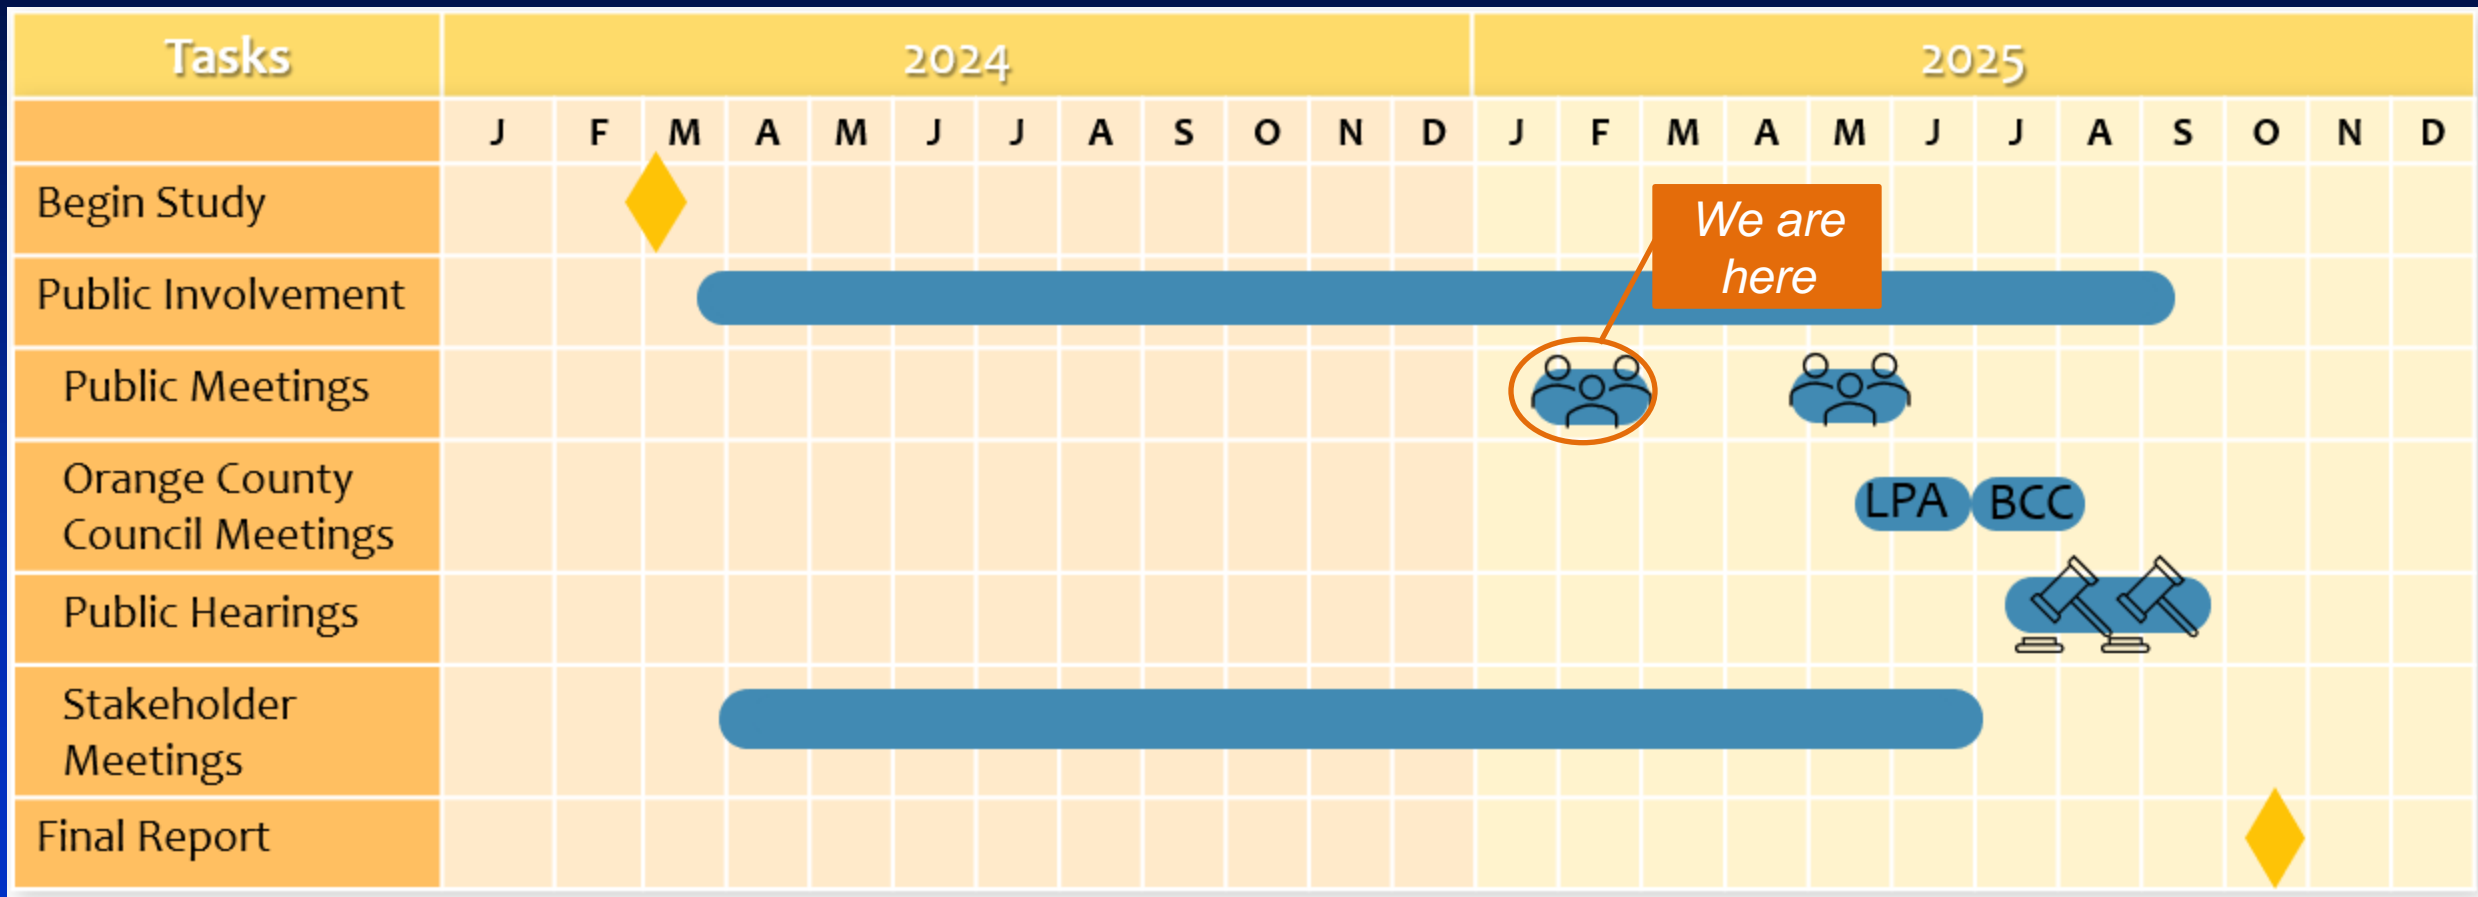 Tasks 2024 2025
J F M A M J J A S O N D J F M A M J J A S O N D
Begin Study
We are
here
Public Involvement
Public Meetings
Orange County
Council Meetings
LPA BCC
Public Hearings
Stakeholder
Meetings
Final Report